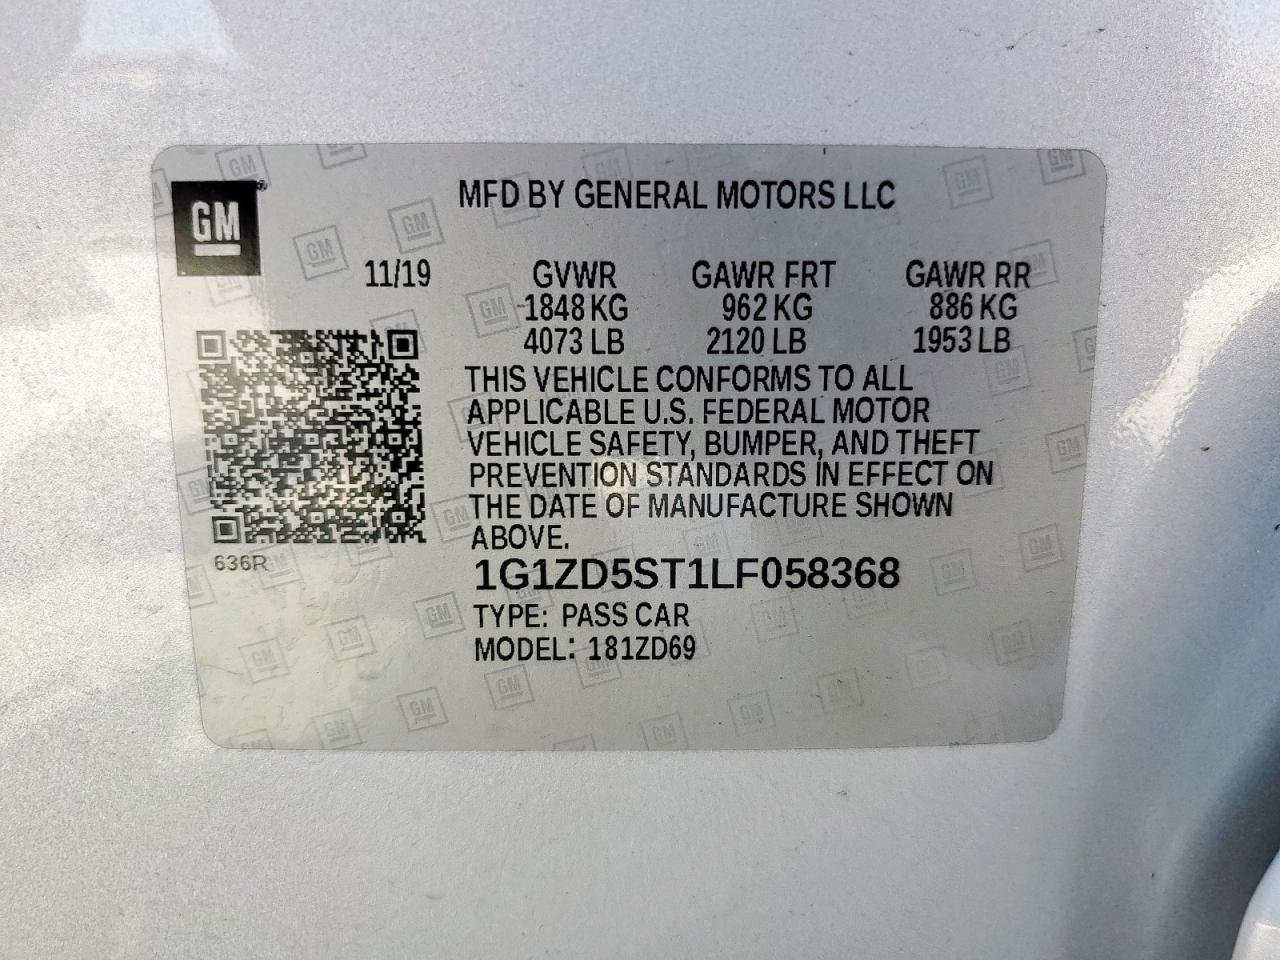 GM
MFD BY GENERAL MOTORS LLC
11/19 GVWR GAWR FRT GAWR RR
1848 KG 962 KG 886 KG
4073 LB 2120 LB 1953 LB
THIS VEHICLE CONFORMS TO ALL
APPLICABLE U.S. FEDERAL MOTOR
VEHICLE SAFETY, BUMPER, AND THEFT
PREVENTION STANDARDS IN EFFECT ON
THE DATE OF MANUFACTURE SHOWN
ABOVE.
636R
1G1ZD5ST1LF058368
TYPE: PASS CAR
MODEL: 181ZD69